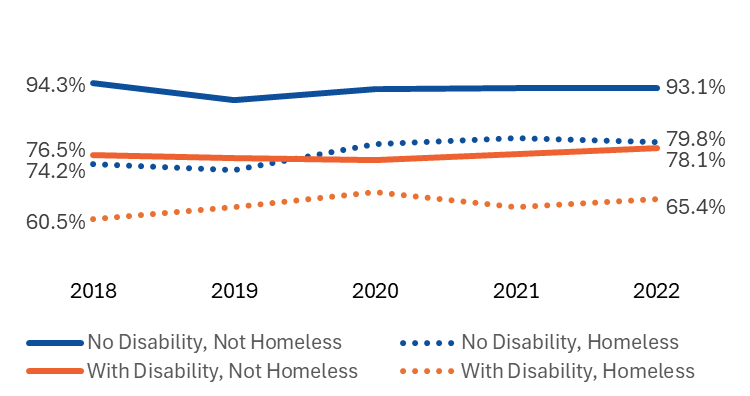 94.3%
93.1%
76.5%
79.8%
74.2%
78.1%
60.5%
65.4%
2018 2019 2020 2021 2022
No Disability, Not Homeless No Disability, Homeless
With Disability, Not Homeless With Disability, Homeless